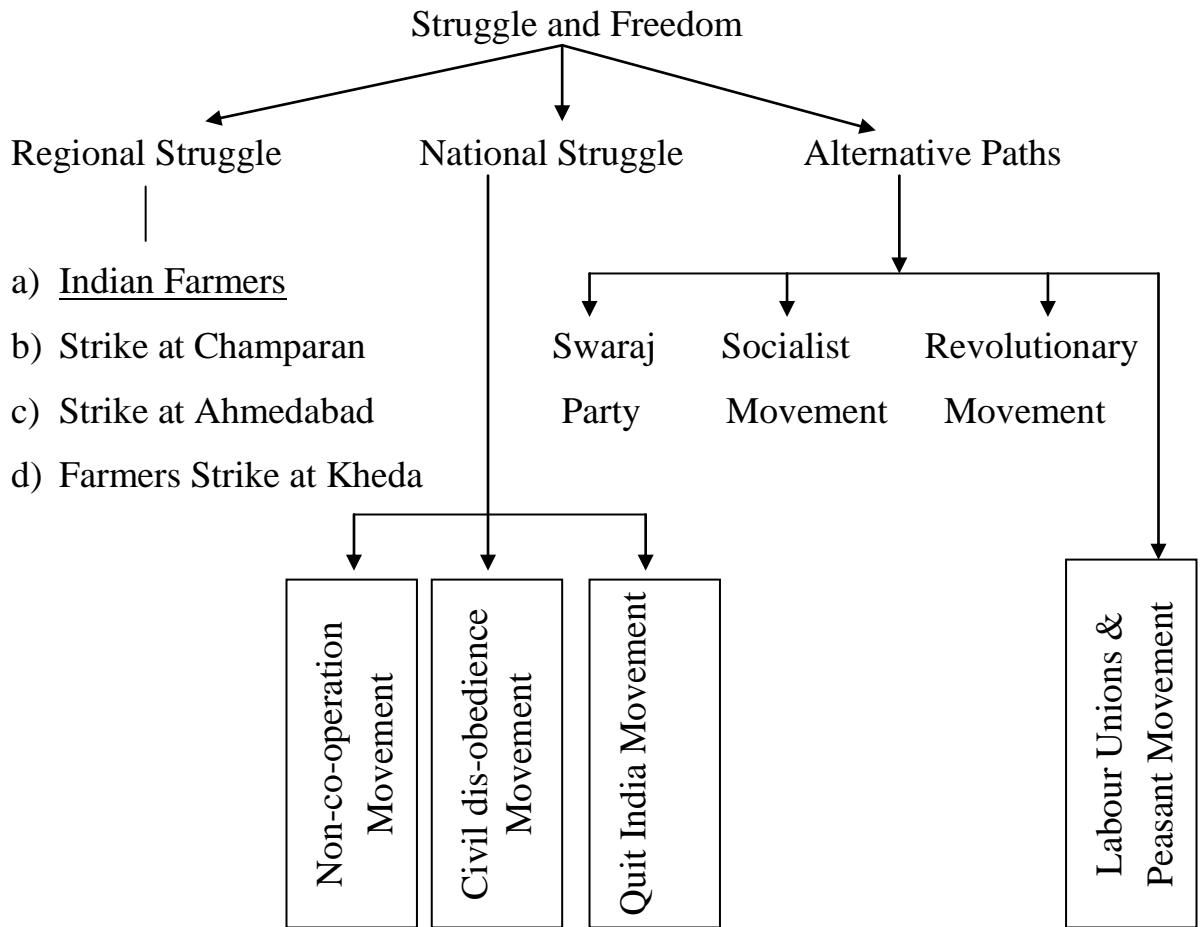 Struggle and Freedom
Regional Struggle
National Struggle
Alternative Paths
a) Indian Farmers
b) Strike at Champaran
c) Strike at Ahmedabad
d) Farmers Strike at Kheda
Swaraj
Party
Socialist
Movement
Revolutionary
Movement
Non-co-operation
Movement
Civil dis-obedience
Movement
Quit India Movement
Labour Unions &
Peasant Movement